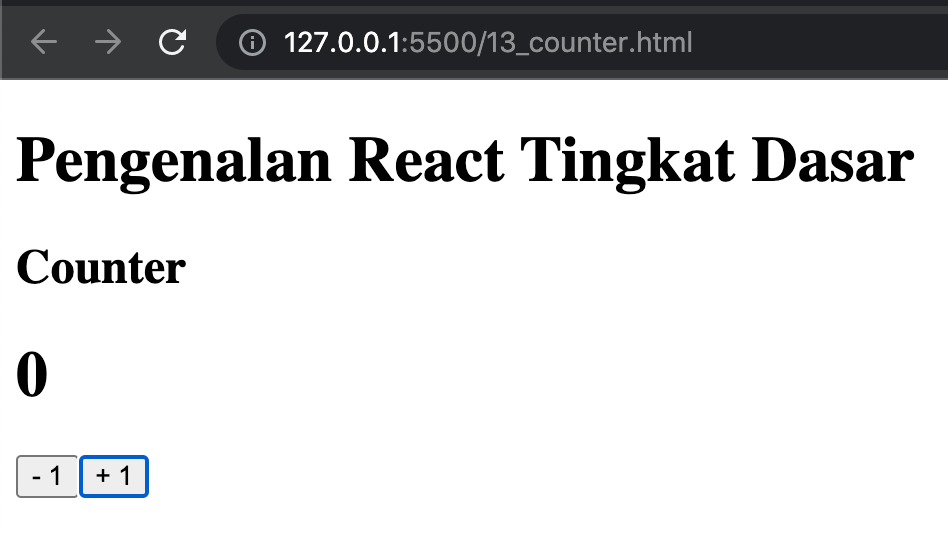 127.0.0.1:5500/13_counter.html
Pengenalan React Tingkat Dasar
Counter
0
- 1 + 1